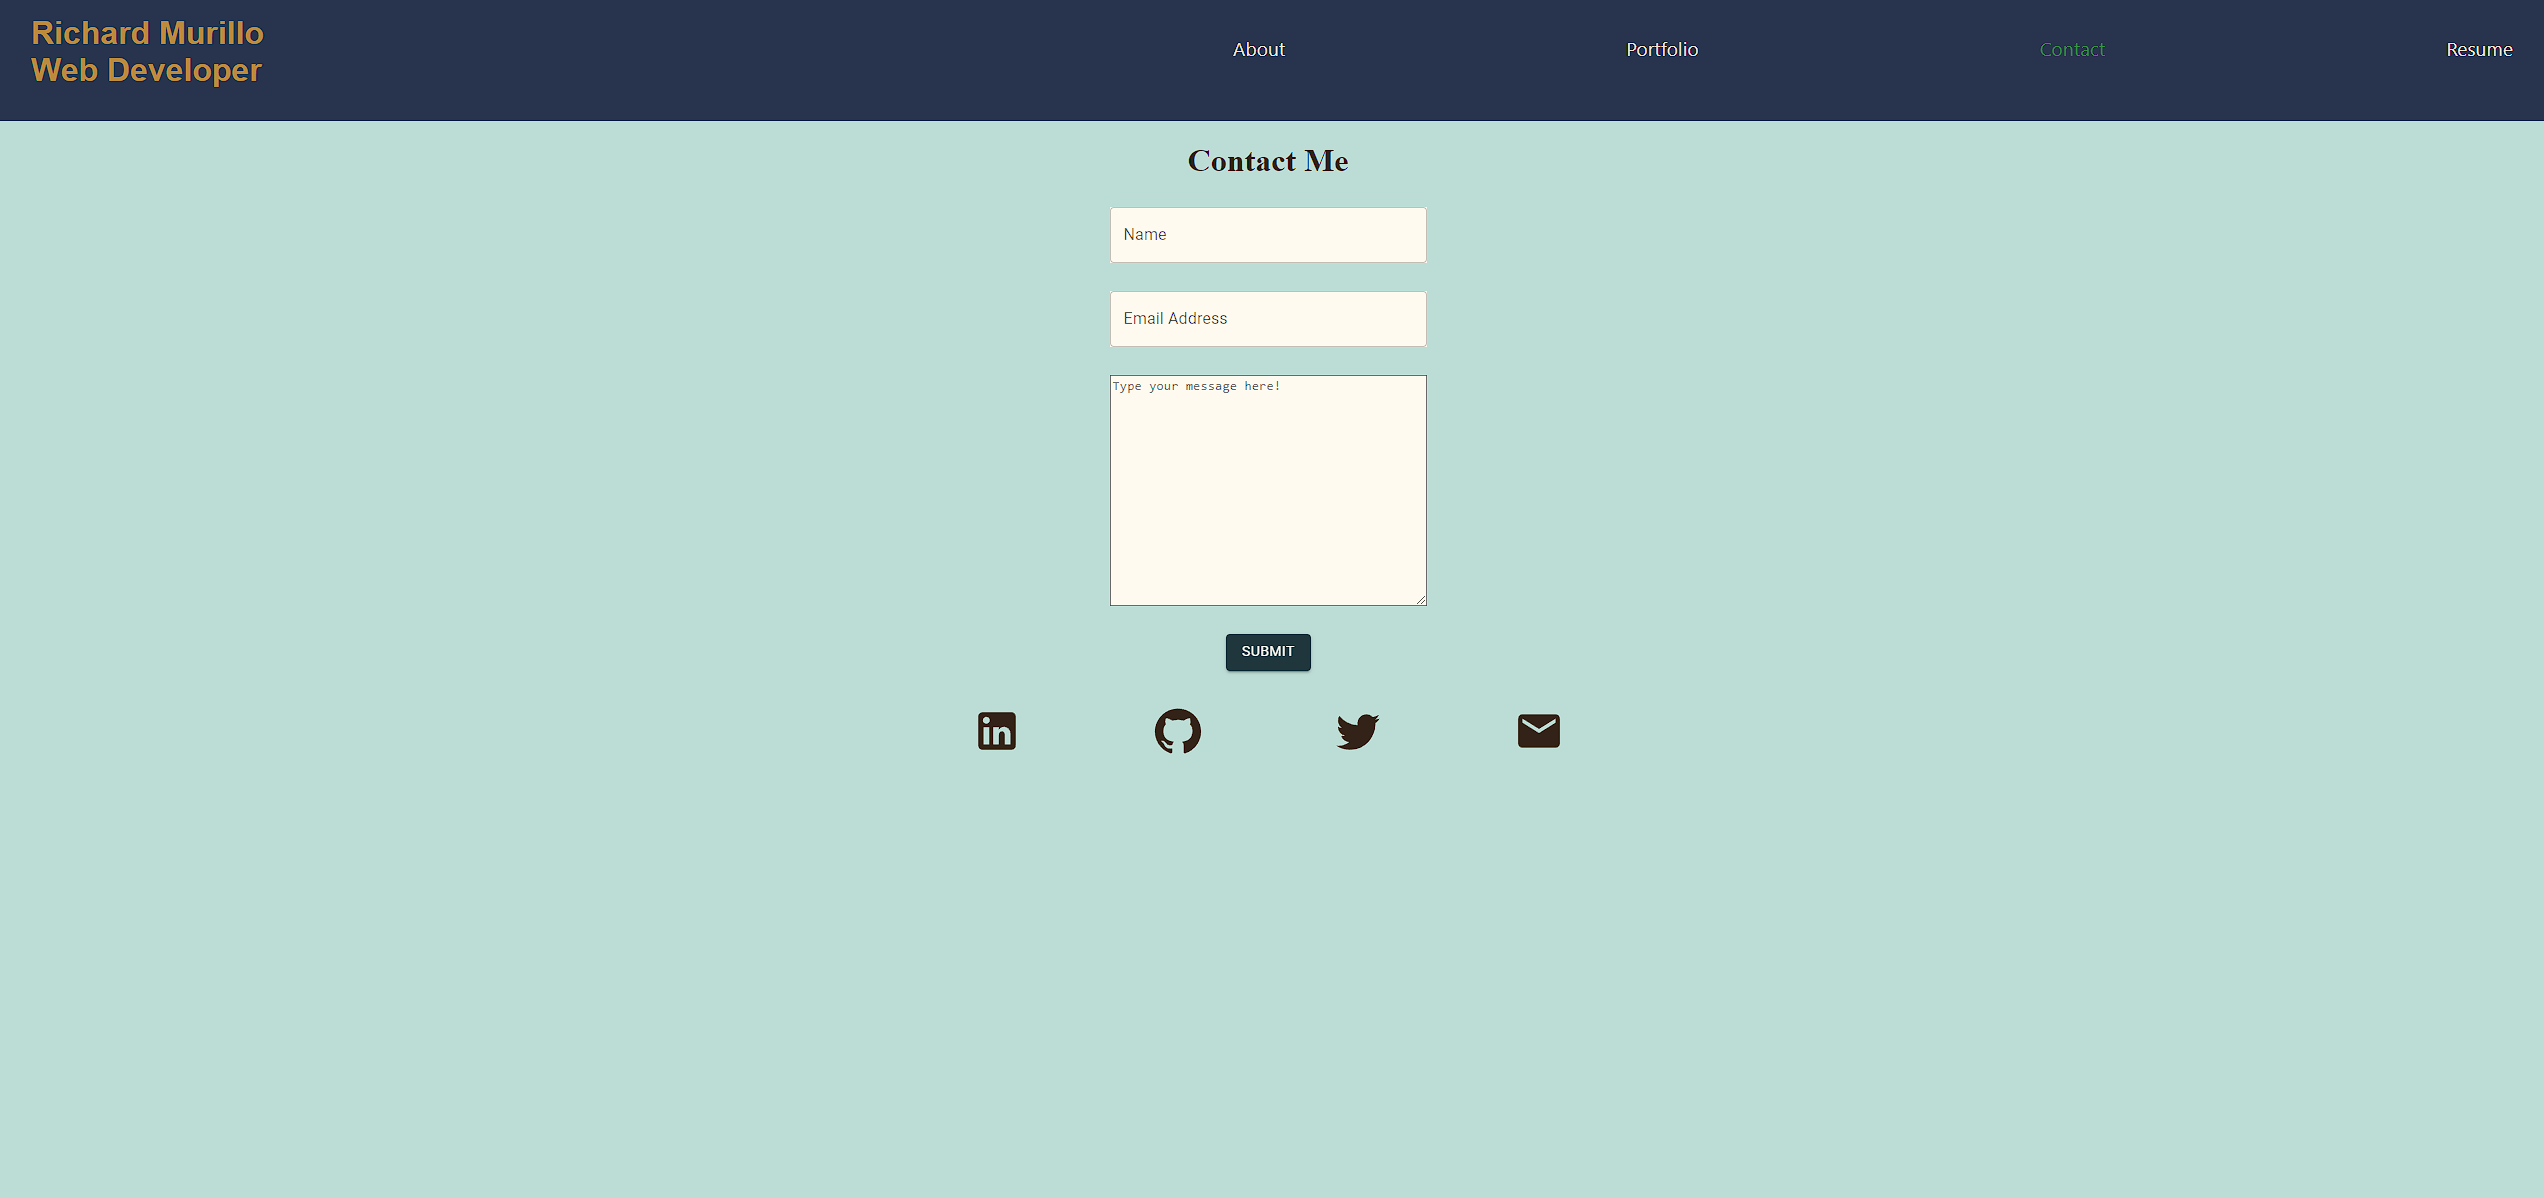 Richard Murillo
Web Developer
About
Portfolio
Contact
Resume
Contact Me
Name
Email Address
Type your message here!
SUBMIT
in